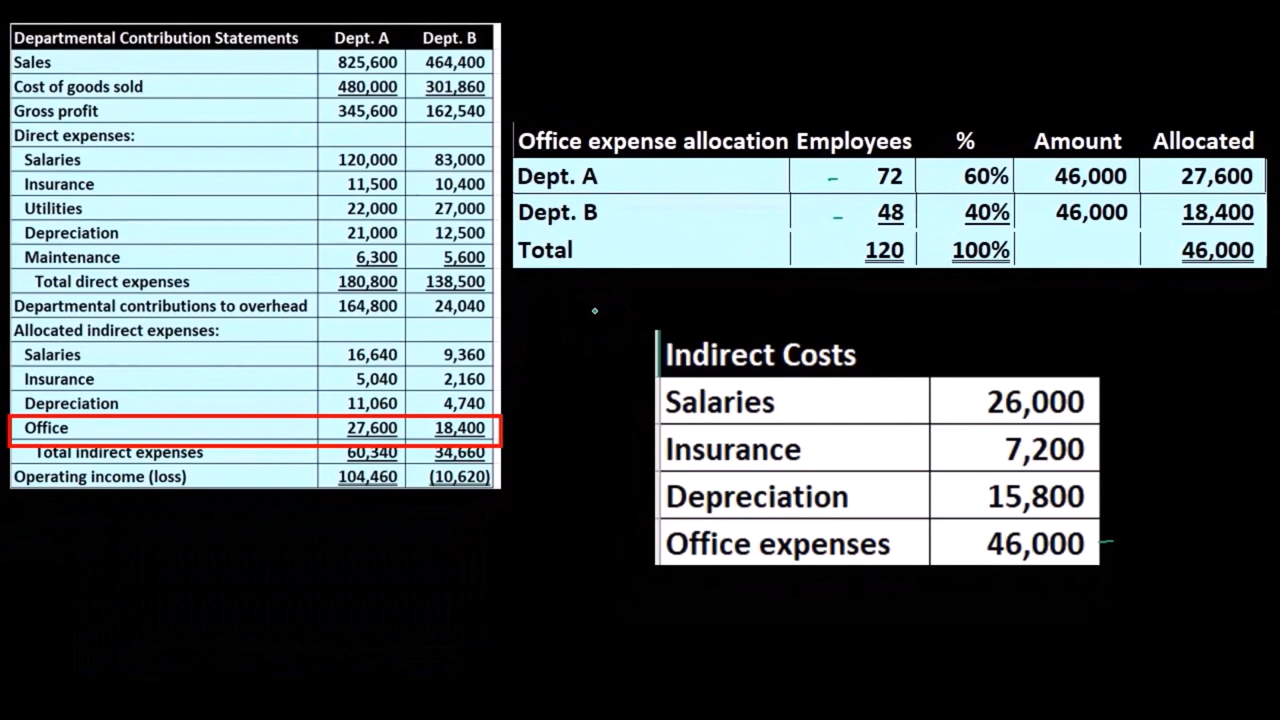 Departmental Contribution Statements Dept. A Dept. B
Sales 825,600 464,400
Cost of goods sold 480,000 301,860
Gross profit 345,600 162,540
Direct expenses:
Salaries 120,000 83,000
Insurance 11,500 10,400
Utilities 22,000 27,000
Depreciation 21,000 12,500
Maintenance 6,300 5,600
Total direct expenses 180,800 138,500
Departmental contributions to overhead 164,800 24,040
Allocated indirect expenses:
Salaries 16,640 9,360
Insurance 5,040 2,160
Depreciation 11,060 4,740
Office 27,600 18,400
Total indirect expenses 60,340 34,660
Operating income (loss) 104,460 (10,620)
Office expense allocation Employees % Amount Allocated
Dept. A 72 60% 46,000 27,600
Dept. B 48 40% 46,000 18,400
Total 120 100% 46,000
Indirect Costs
Salaries 26,000
Insurance 7,200
Depreciation 15,800
Office expenses 46,000